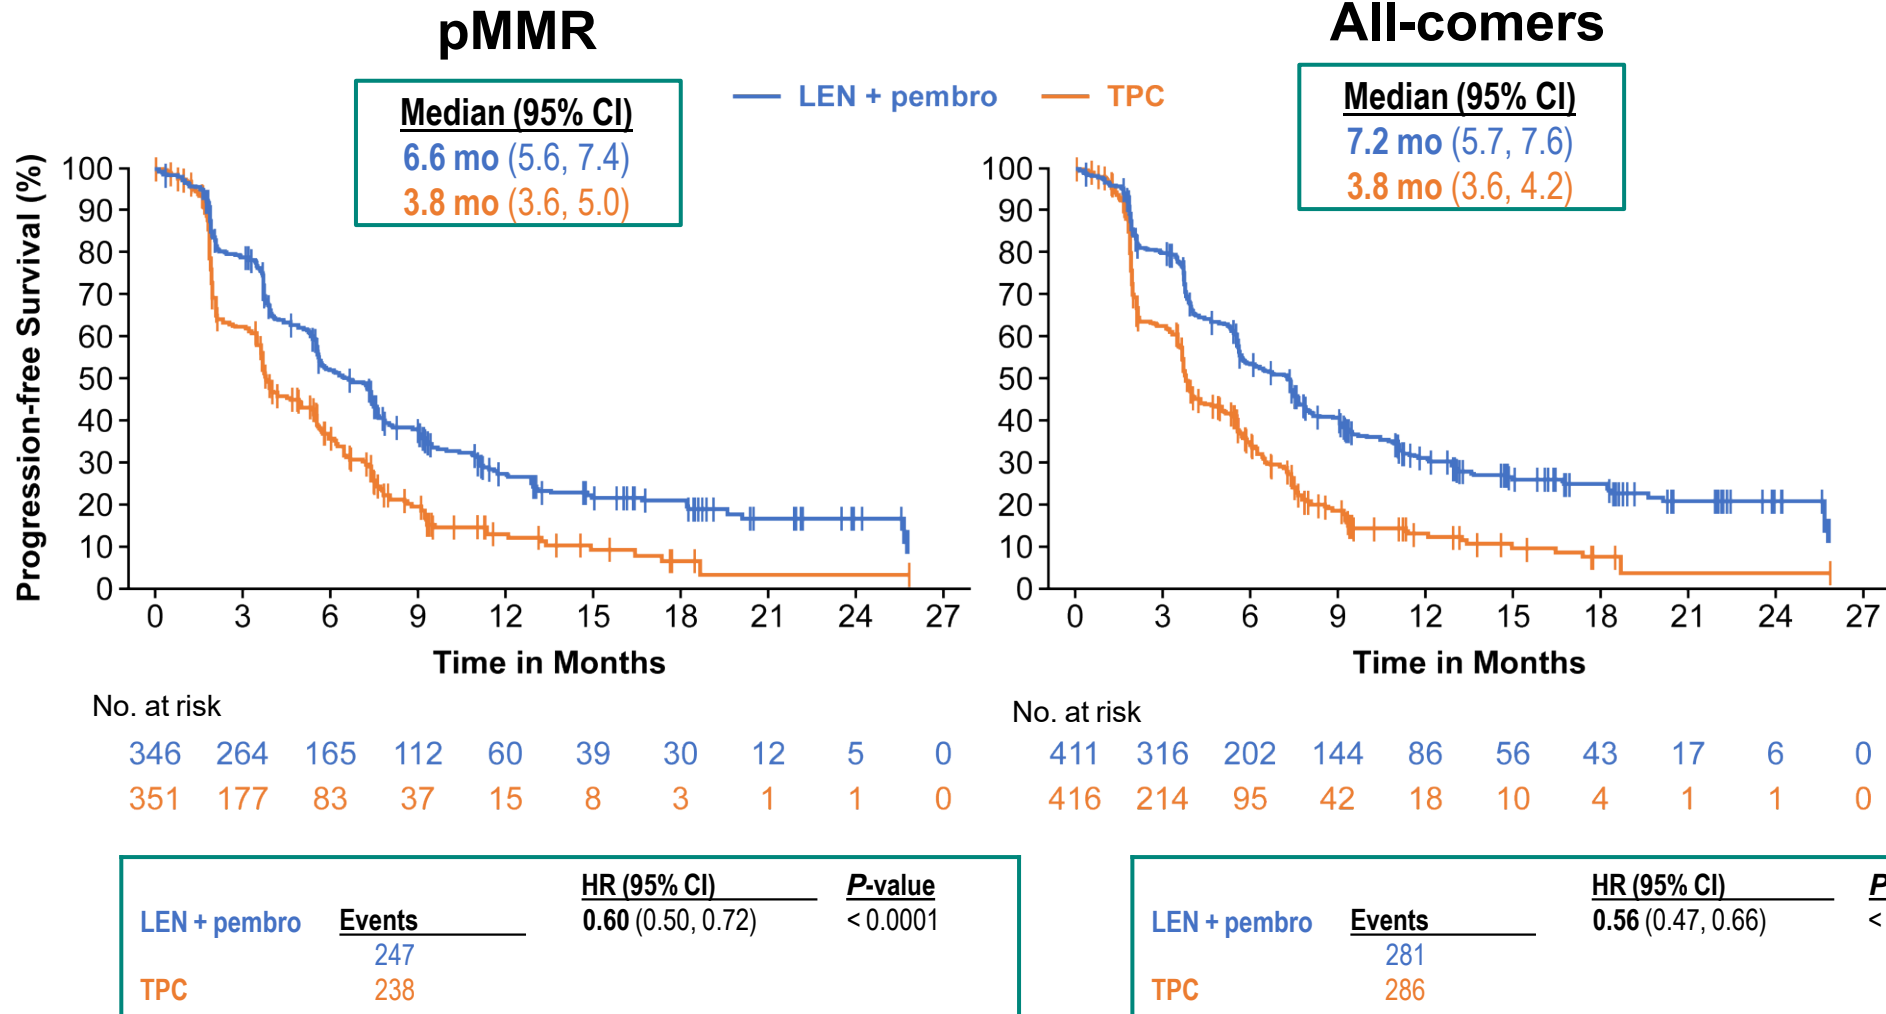 pMMR
All-comers
Median (95% CI)
6.6 mo (5.6, 7.4)
3.8 mo (3.6, 5.0)
LEN + pembro
TPC
Median (95% CI)
7.2 mo (5.7, 7.6)
3.8 mo (3.6, 4.2)
Progression-free Survival (%)
100
90
80
70
60
50
40
30
20
10
0
0 3 6 9 12 15 18 21 24 27
Time in Months
100
90
80
70
60
50
40
30
20
10
0
0 3 6 9 12 15 18 21 24 27
Time in Months
No. at risk
346 264 165 112 60 39 30 12 5 0
351 177 83 37 15 8 3 1 1 0
No. at risk
411 316 202 144 86 56 43 17 6 0
416 214 95 42 18 10 4 1 1 0
HR (95% CI) P-value
LEN + pembro Events 0.60 (0.50, 0.72) < 0.0001
247
TPC 238
HR (95% CI) P
LEN + pembro Events 0.56 (0.47, 0.66) <
281
TPC 286